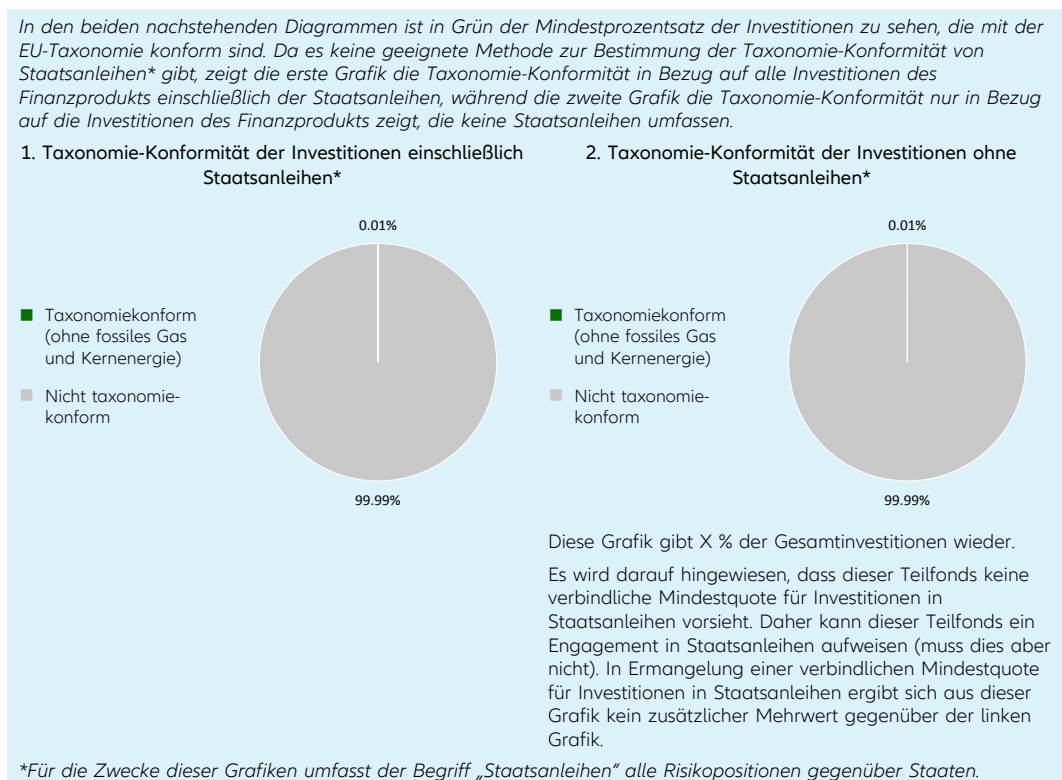 In den beiden nachstehenden Diagrammen ist in Grün der Mindestprozentsatz der Investitionen zu sehen, die mit der
EU-Taxonomie konform sind. Da es keine geeignete Methode zur Bestimmung der Taxonomie-Konformität von
Staatsanleihen* gibt, zeigt die erste Grafik die Taxonomie-Konformität in Bezug auf alle Investitionen des
Finanzprodukts einschließlich der Staatsanleihen, während die zweite Grafik die Taxonomie-Konformität nur in Bezug
auf die Investitionen des Finanzprodukts zeigt, die keine Staatsanleihen umfassen.
1. Taxonomie-Konformität der Investitionen einschließlich
Staatsanleihen*
0.01%
Taxonomiekonform
(ohne fossiles Gas
und Kernenergie)
Nicht taxonomie-
konform
99.99%
2. Taxonomie-Konformität der Investitionen ohne
Staatsanleihen*
0.01%
Taxonomiekonform
(ohne fossiles Gas
und Kernenergie)
Nicht taxonomie-
konform
99.99%
Diese Grafik gibt X % der Gesamtinvestitionen wieder.
Es wird darauf hingewiesen, dass dieser Teilfonds keine
verbindliche Mindestquote für Investitionen in
Staatsanleihen vorsieht. Daher kann dieser Teilfonds ein
Engagement in Staatsanleihen aufweisen (muss dies aber
nicht). In Ermangelung einer verbindlichen Mindestquote
für Investitionen in Staatsanleihen ergibt sich aus dieser
Grafik kein zusätzlicher Mehrwert gegenüber der linken
Grafik.
*Für die Zwecke dieser Grafiken umfasst der Begriff „Staatsanleihen“ alle Risikopositionen gegenüber Staaten.